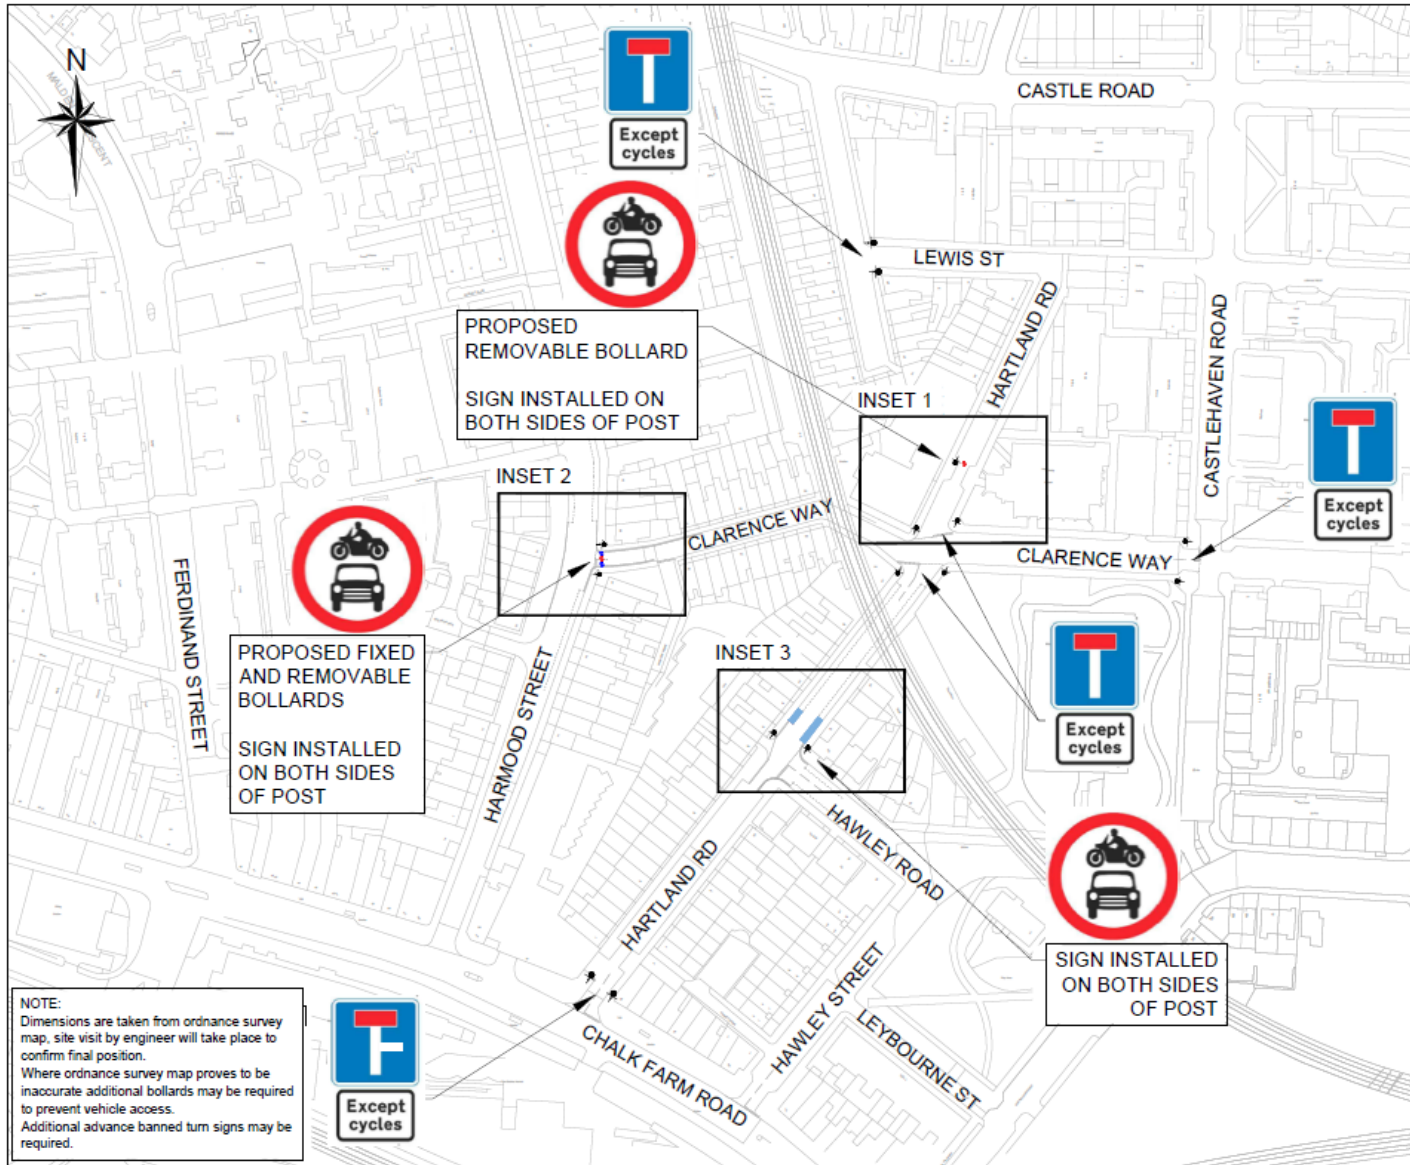 N
MALDEN CRESCENT
Except
cycles
CASTLE ROAD
LEWIS ST
HARTLAND RD
CASTLEHAVEN ROAD
PROPOSED
REMOVABLE BOLLARD
SIGN INSTALLED ON
BOTH SIDES OF POST
INSET 1
INSET 2
CLARENCE WAY
CLARENCE WAY
Except
cycles
FERDINAND STREET
PROPOSED FIXED
AND REMOVABLE
BOLLARDS
SIGN INSTALLED
ON BOTH SIDES
OF POST
HARMOOD STREET
INSET 3
Except
cycles
HAWLEY ROAD
HARTLAND RD
SIGN INSTALLED
ON BOTH SIDES
OF POST
HAWLEY STREET
LEYBOURNE ST
CHALK FARM ROAD
NOTE:
Dimensions are taken from ordnance survey
map, site visit by engineer will take place to
confirm final position.
Where ordnance survey map proves to be
inaccurate additional bollards may be required
to prevent vehicle access.
Additional advance banned turn signs may be
required.
Except
cycles